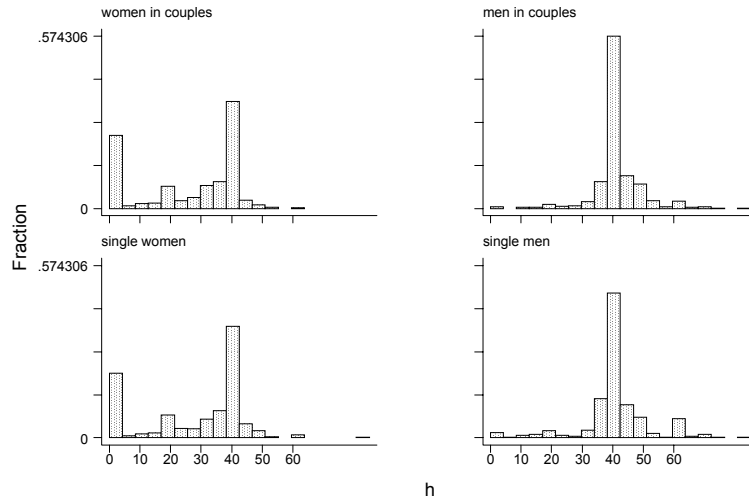 women in couples
men in couples
.574306
0
single women
single men
.574306
0
0 10 20 30 40 50 60
0 10 20 30 40 50 60
Fraction
h